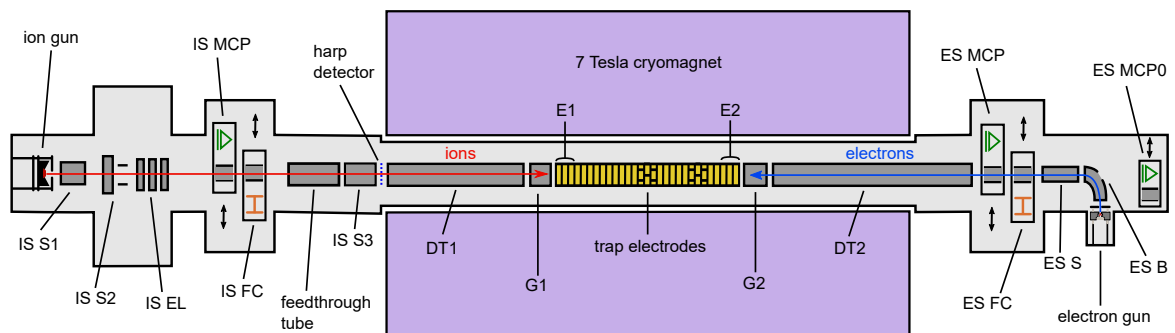 ion gun
IS MCP
harp
detector
7 Tesla cryomagnet
ES MCP
ES MCP0
E1
E2
ions
electrons
IS S1
IS S2
IS EL
IS FC
feedthrough
tube
IS S3
DT1
G1
trap electrodes
G2
DT2
ES FC
ES S
ES B
electron gun